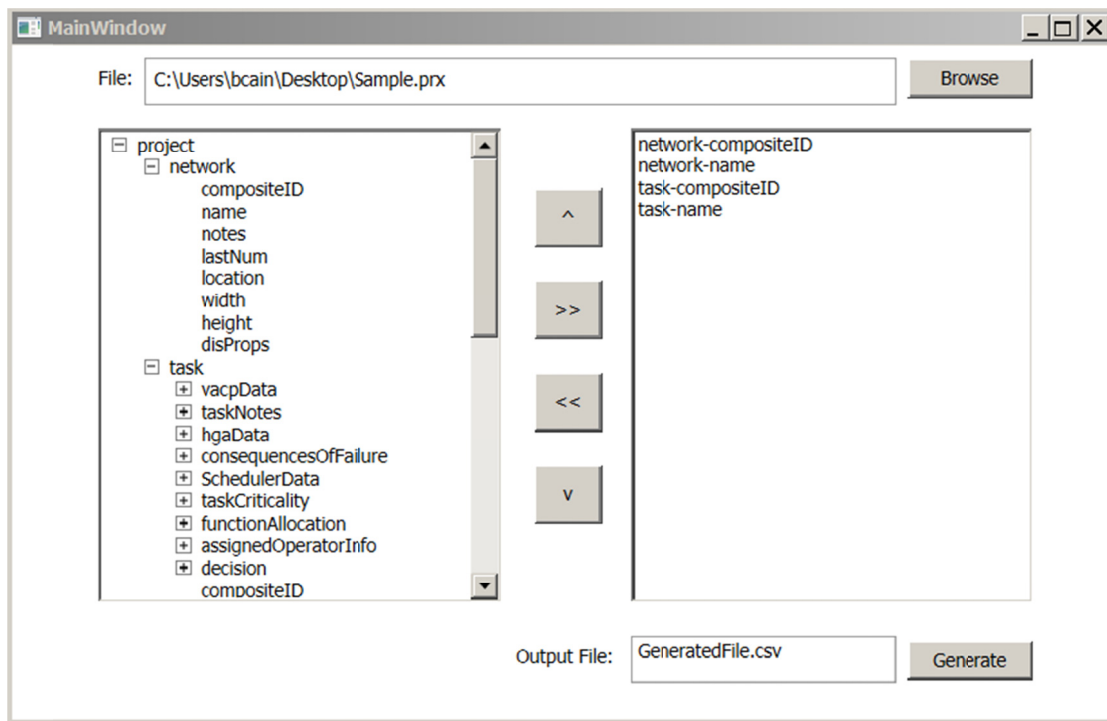 MainWindow
File: C:\Users\bcain\Desktop\Sample.prx Browse
project
network
compositeID
name
notes
lastNum
location
width
height
disProps
task
vacpData
taskNotes
hgaData
consequencesOfFailure
SchedulerData
taskCriticality
functionAllocation
assignedOperatorInfo
decision
compositeID
^
>>
<<
v
network-compositeID
network-name
task-compositeID
task-name
Output File: GeneratedFile.csv Generate